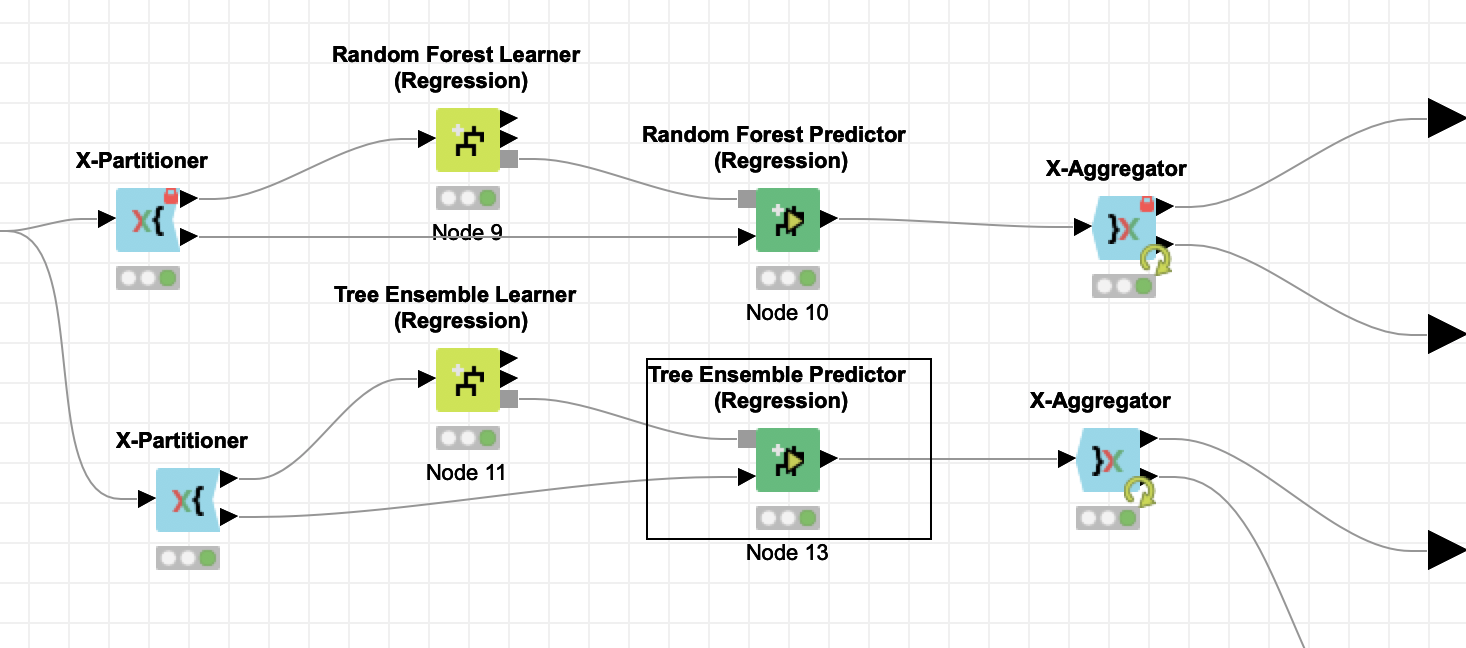 Random Forest Learner
(Regression)
X-Partitioner
X{
Node 9
Random Forest Predictor
(Regression)
Node 10
X-Aggregator
}X
Tree Ensemble Learner
(Regression)
Node 11
X-Partitioner
X{
Tree Ensemble Predictor
(Regression)
Node 13
X-Aggregator
}X